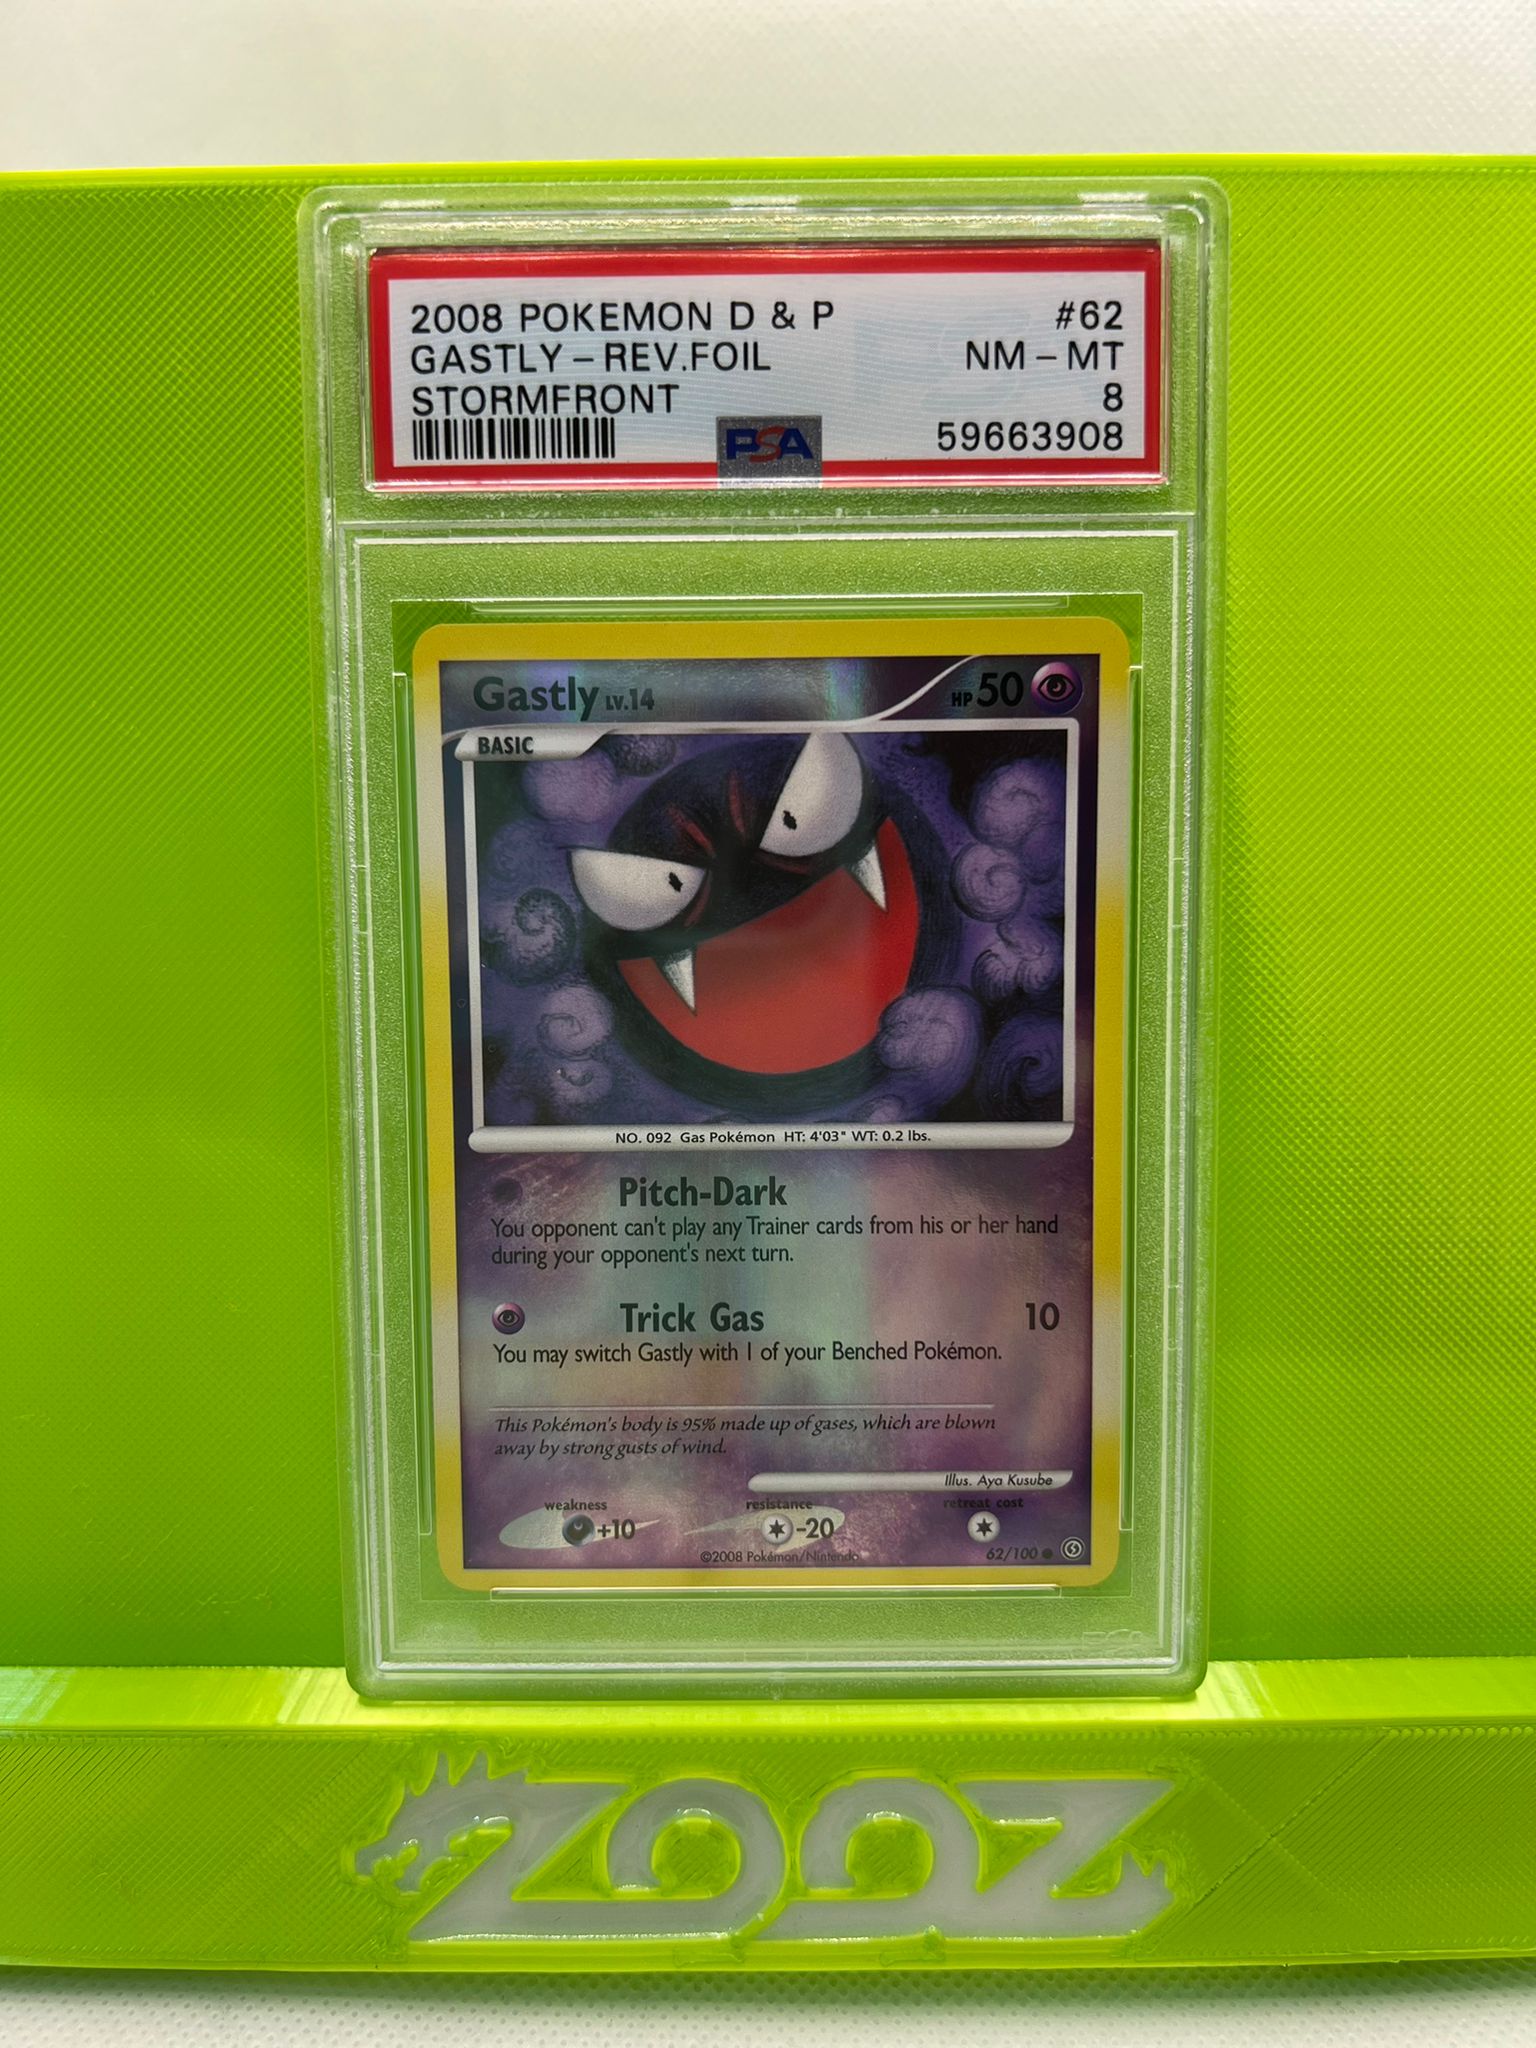 2008 POKEMON D & P #62
GASTLY - REV.FOIL NM - MT
STORMFRONT 8
PSA 59663908
Gastly LV.14 HP 50
BASIC
NO. 092 Gas Pokémon HT: 4'03" WT: 0.2 lbs.
Pitch-Dark
You opponent can't play any Trainer cards from his or her hand
during your opponent's next turn.
Trick Gas 10
You may switch Gastly with 1 of your Benched Pokémon.
This Pokémon's body is 95% made up of gases, which are blown
away by strong gusts of wind.
Illus. Aya Kusube
weakness resistance retreat cost
+10 -20
©2008 Pokémon/Nintendo 62/100
ZOOZ